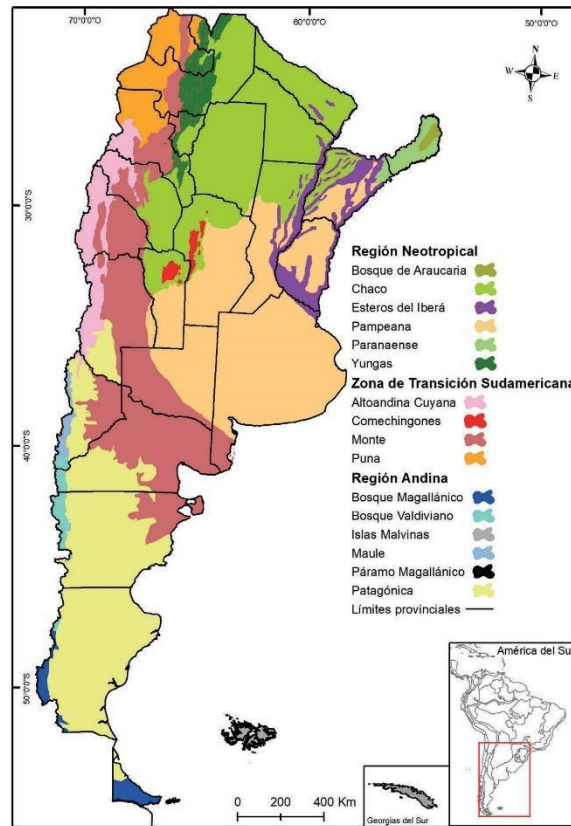 70°0'0"O
60°0'0"O
50°0'0"O
N
W E
S
30°0'0"S
40°0'0"S
50°0'0"S
Región Neotropical
Bosque de Araucaria
Chaco
Esteros del Iberá
Pampeana
Paranaense
Yungas
Zona de Transición Sudamericana
Altoandina Cuyana
Comechingones
Monte
Puna
Región Andina
Bosque Magallánico
Bosque Valdiviano
Islas Malvinas
Maule
Páramo Magallánico
Patagónica
Límites provinciales
América del Sur
0 200 400 Km
Georgias del Sur